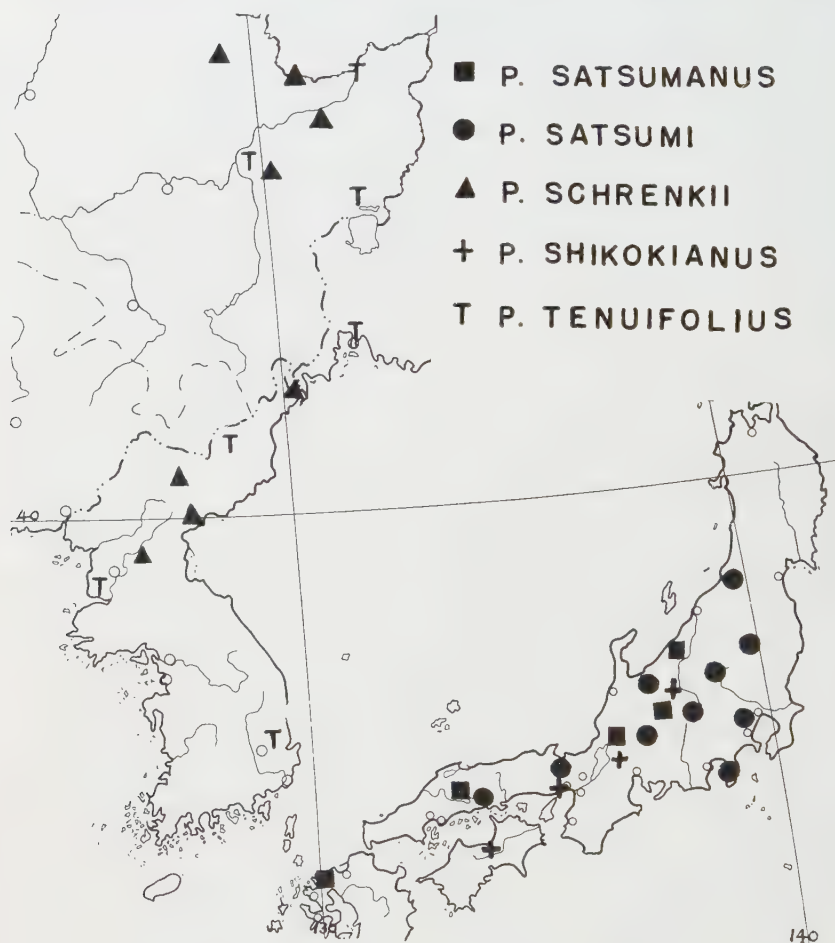 P. SATSUMANUS
P. SATSUMI
P. SCHRENKII
P. SHIKOKIANUS
T P. TENUIFOLIUS
T
T
T
T
T
40
T
T
140